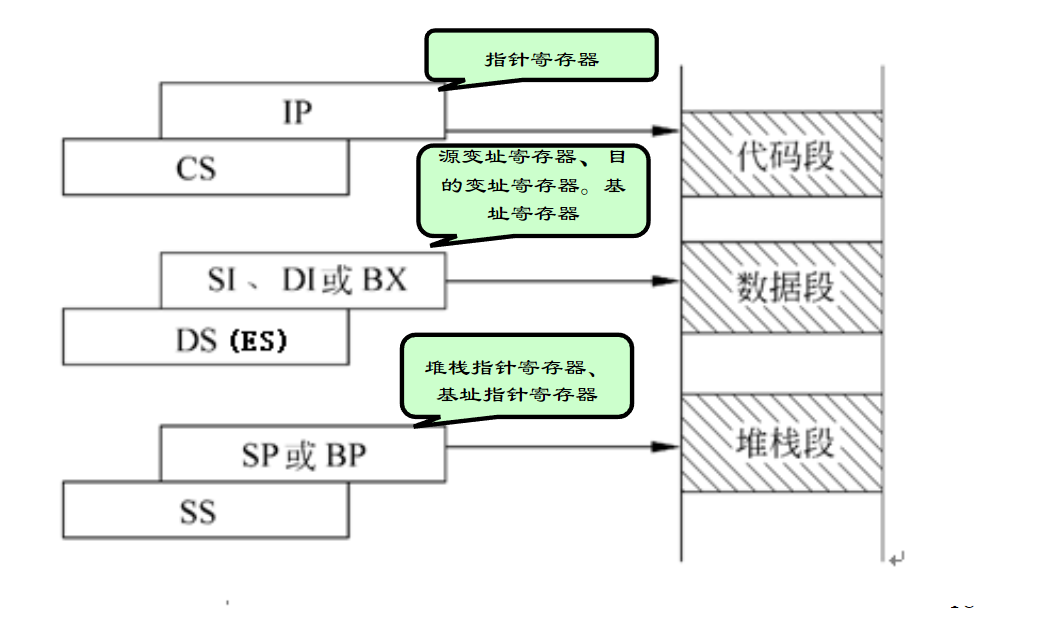 指针寄存器
IP
CS
代码段
源变址寄存器、目
的变址寄存器。基
址寄存器
SI 、 DI或 BX
DS (ES)
数据段
堆栈指针寄存器、
基址指针寄存器
SP或 BP
SS
堆栈段